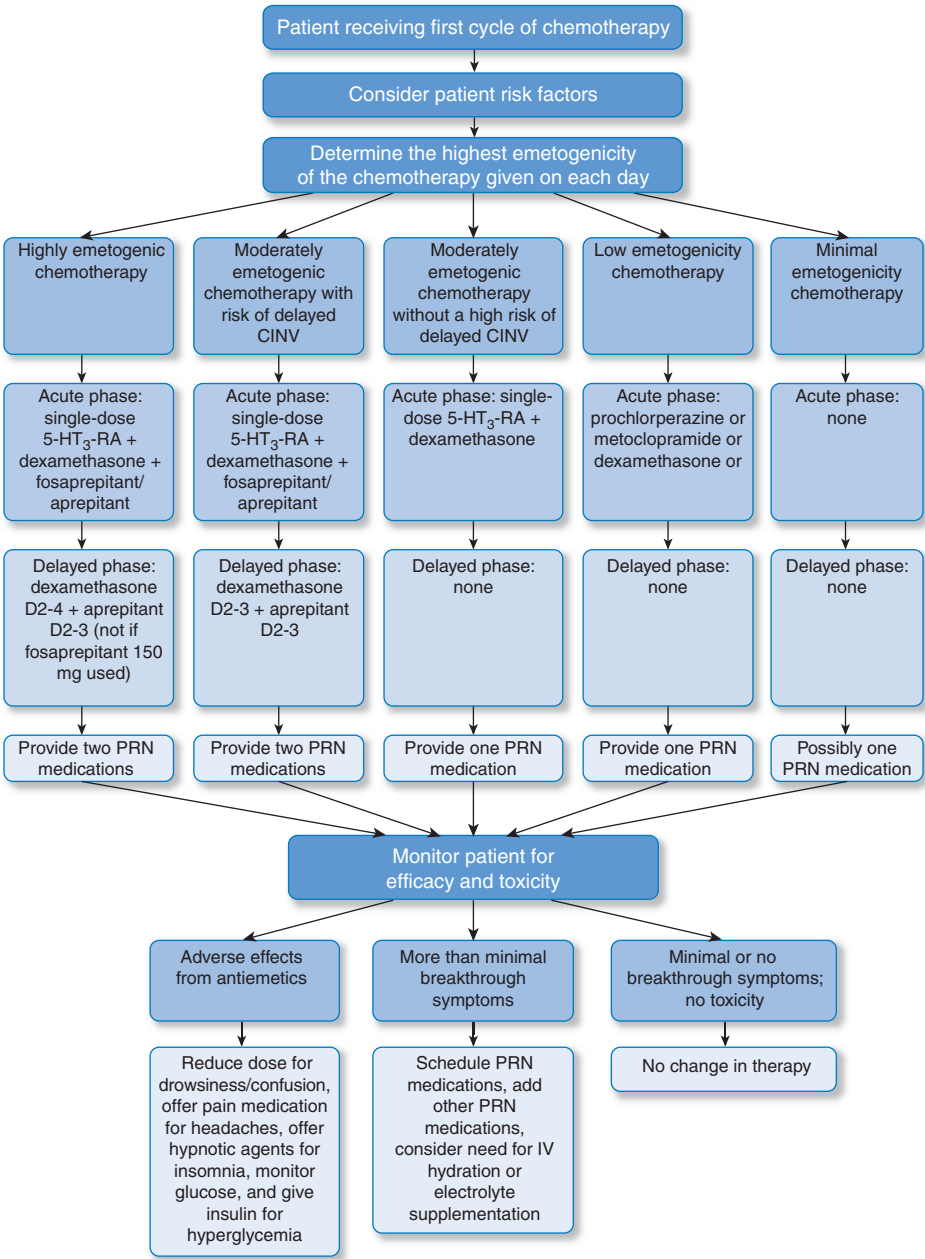 Patient receiving first cycle of chemotherapy
Consider patient risk factors
Determine the highest emetogenicity
of the chemotherapy given on each day
Highly emetogenic
chemotherapy
Moderately
emetogenic
chemotherapy with
risk of delayed
CINV
Moderately
emetogenic
chemotherapy
without a high risk of
delayed CINV
Low emetogenicity
chemotherapy
Minimal
emetogenicity
chemotherapy
Acute phase:
single-dose
5-HT₃-RA +
dexamethasone +
fosaprepitant/
aprepitant
Acute phase:
single-dose
5-HT₃-RA +
dexamethasone +
fosaprepitant/
aprepitant
Acute phase: single-
dose 5-HT₃-RA +
dexamethasone
Acute phase:
prochlorperazine or
metoclopramide or
dexamethasone or
Acute phase:
none
Delayed phase:
dexamethasone
D2-4 + aprepitant
D2-3 (not if
fosaprepitant 150
mg used)
Delayed phase:
dexamethasone
D2-3 + aprepitant
D2-3
Delayed phase:
none
Delayed phase:
none
Delayed phase:
none
Provide two PRN
medications
Provide two PRN
medications
Provide one PRN
medication
Provide one PRN
medication
Possibly one
PRN medication
Monitor patient for
efficacy and toxicity
Adverse effects
from antiemetics
More than minimal
breakthrough
symptoms
Minimal or no
breakthrough symptoms;
no toxicity
Reduce dose for
drowsiness/confusion,
offer pain medication
for headaches, offer
hypnotic agents for
insomnia, monitor
glucose, and give
insulin for
hyperglycemia
Schedule PRN
medications, add
other PRN
medications,
consider need for IV
hydration or
electrolyte
supplementation
No change in therapy